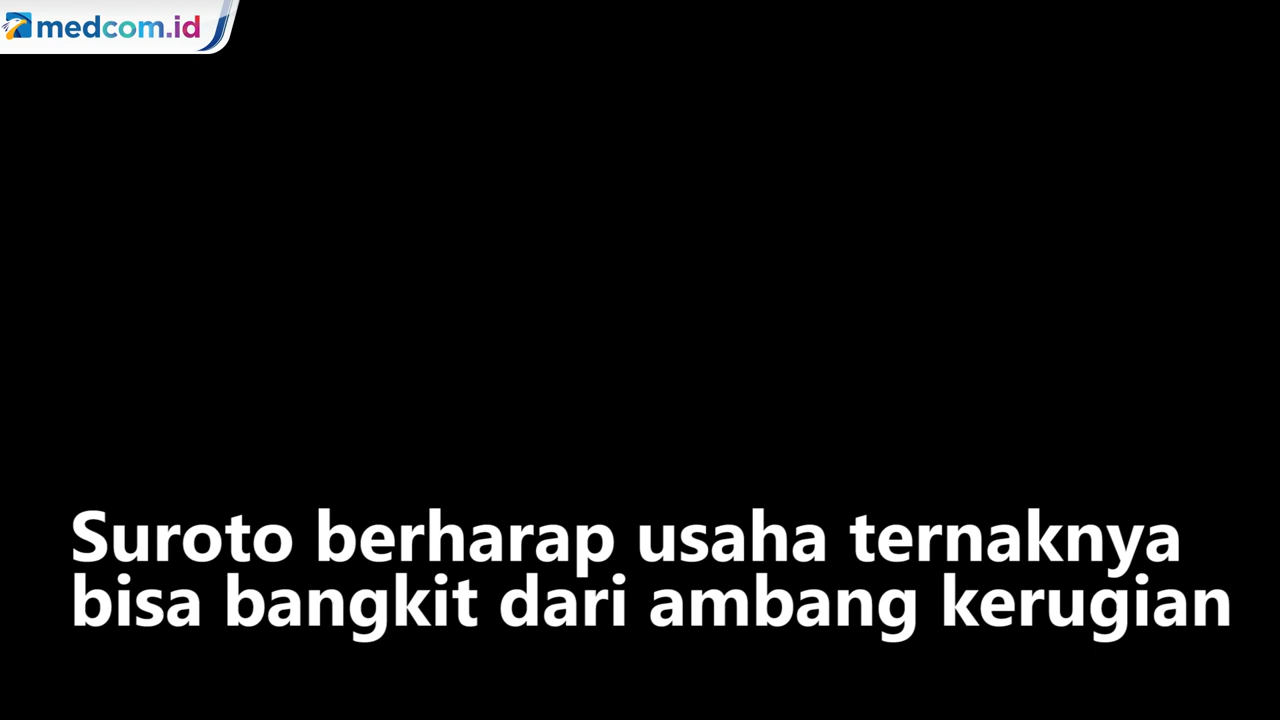 medcom.id
Suroto berharap usaha ternaknya
bisa bangkit dari ambang kerugian